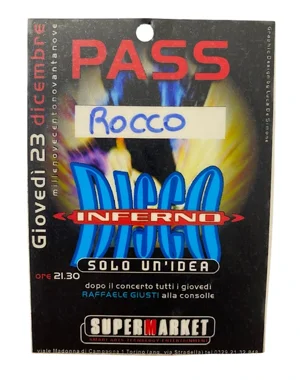 PASS
ROCCO
Giovedì 23 dicembre
millenovecentonovantanove
DISCO
INFERNO
SOLO UN'IDEA
ore 21.30
dopo il concerto tutti i giovedì
RAFFAELE GIUSTI alla consolle
SUPERMARKET
viale Madonna di Campagna 1 Torino